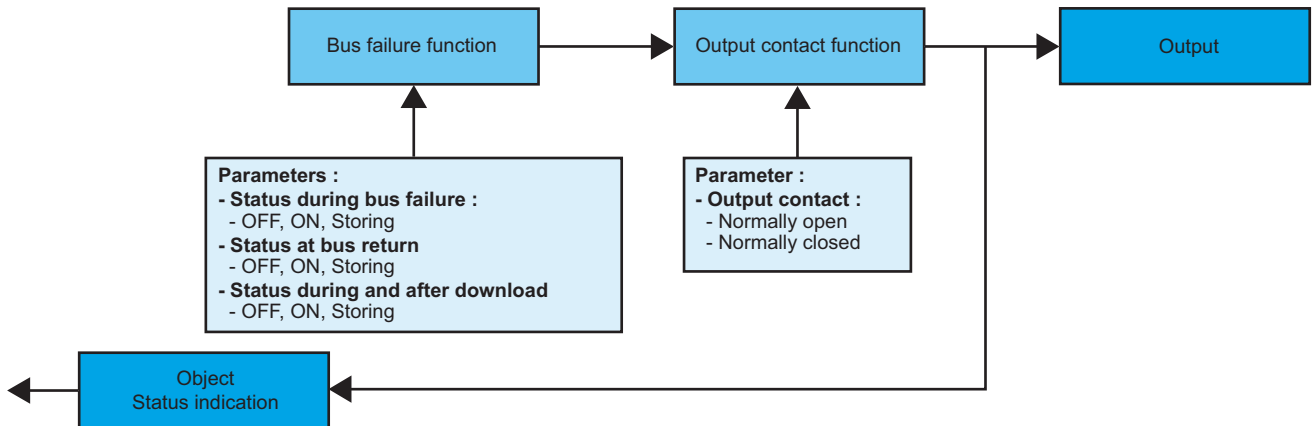 Bus failure function
Output contact function
Output
Parameters :
- Status during bus failure :
- OFF, ON, Storing
- Status at bus return
- OFF, ON, Storing
- Status during and after download
- OFF, ON, Storing
Parameter :
- Output contact :
- Normally open
- Normally closed
Object
Status indication